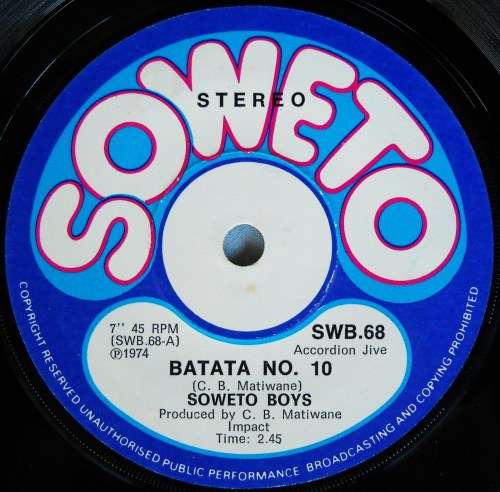 SOWETO
STEREO
7'' 45 RPM
(SWB.68-A)
Ⓟ1974
SWB.68
Accordion Jive
BATATA NO. 10
(C. B. Matiwane)
SOWETO BOYS
Produced by C. B. Matiwane
Impact
Time: 2.45
COPYRIGHT RESERVED UNAUTHORISED PUBLIC PERFORMANCE BROADCASTING AND COPYING PROHIBITED